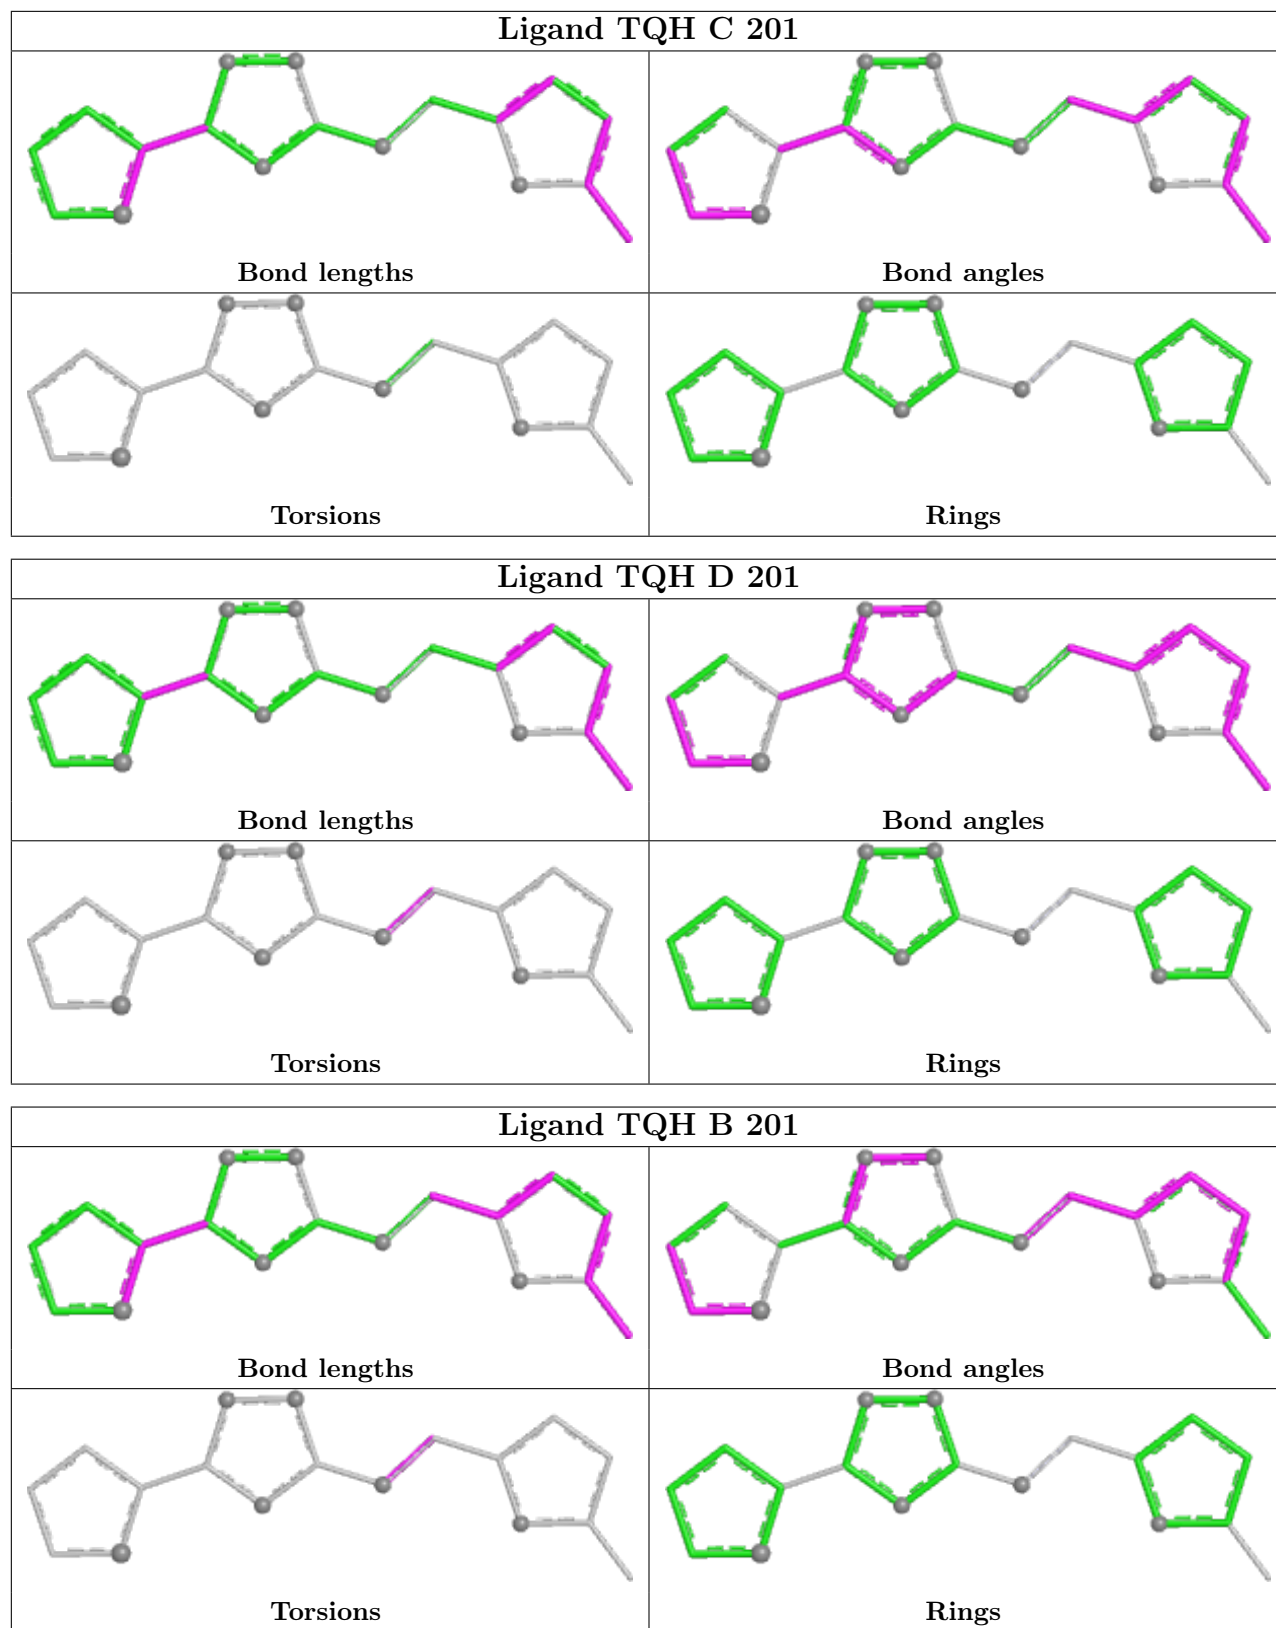 Ligand TQH C 201
Bond lengths
Bond angles
Torsions
Rings
Ligand TQH D 201
Bond lengths
Bond angles
Torsions
Rings
Ligand TQH B 201
Bond lengths
Bond angles
Torsions
Rings